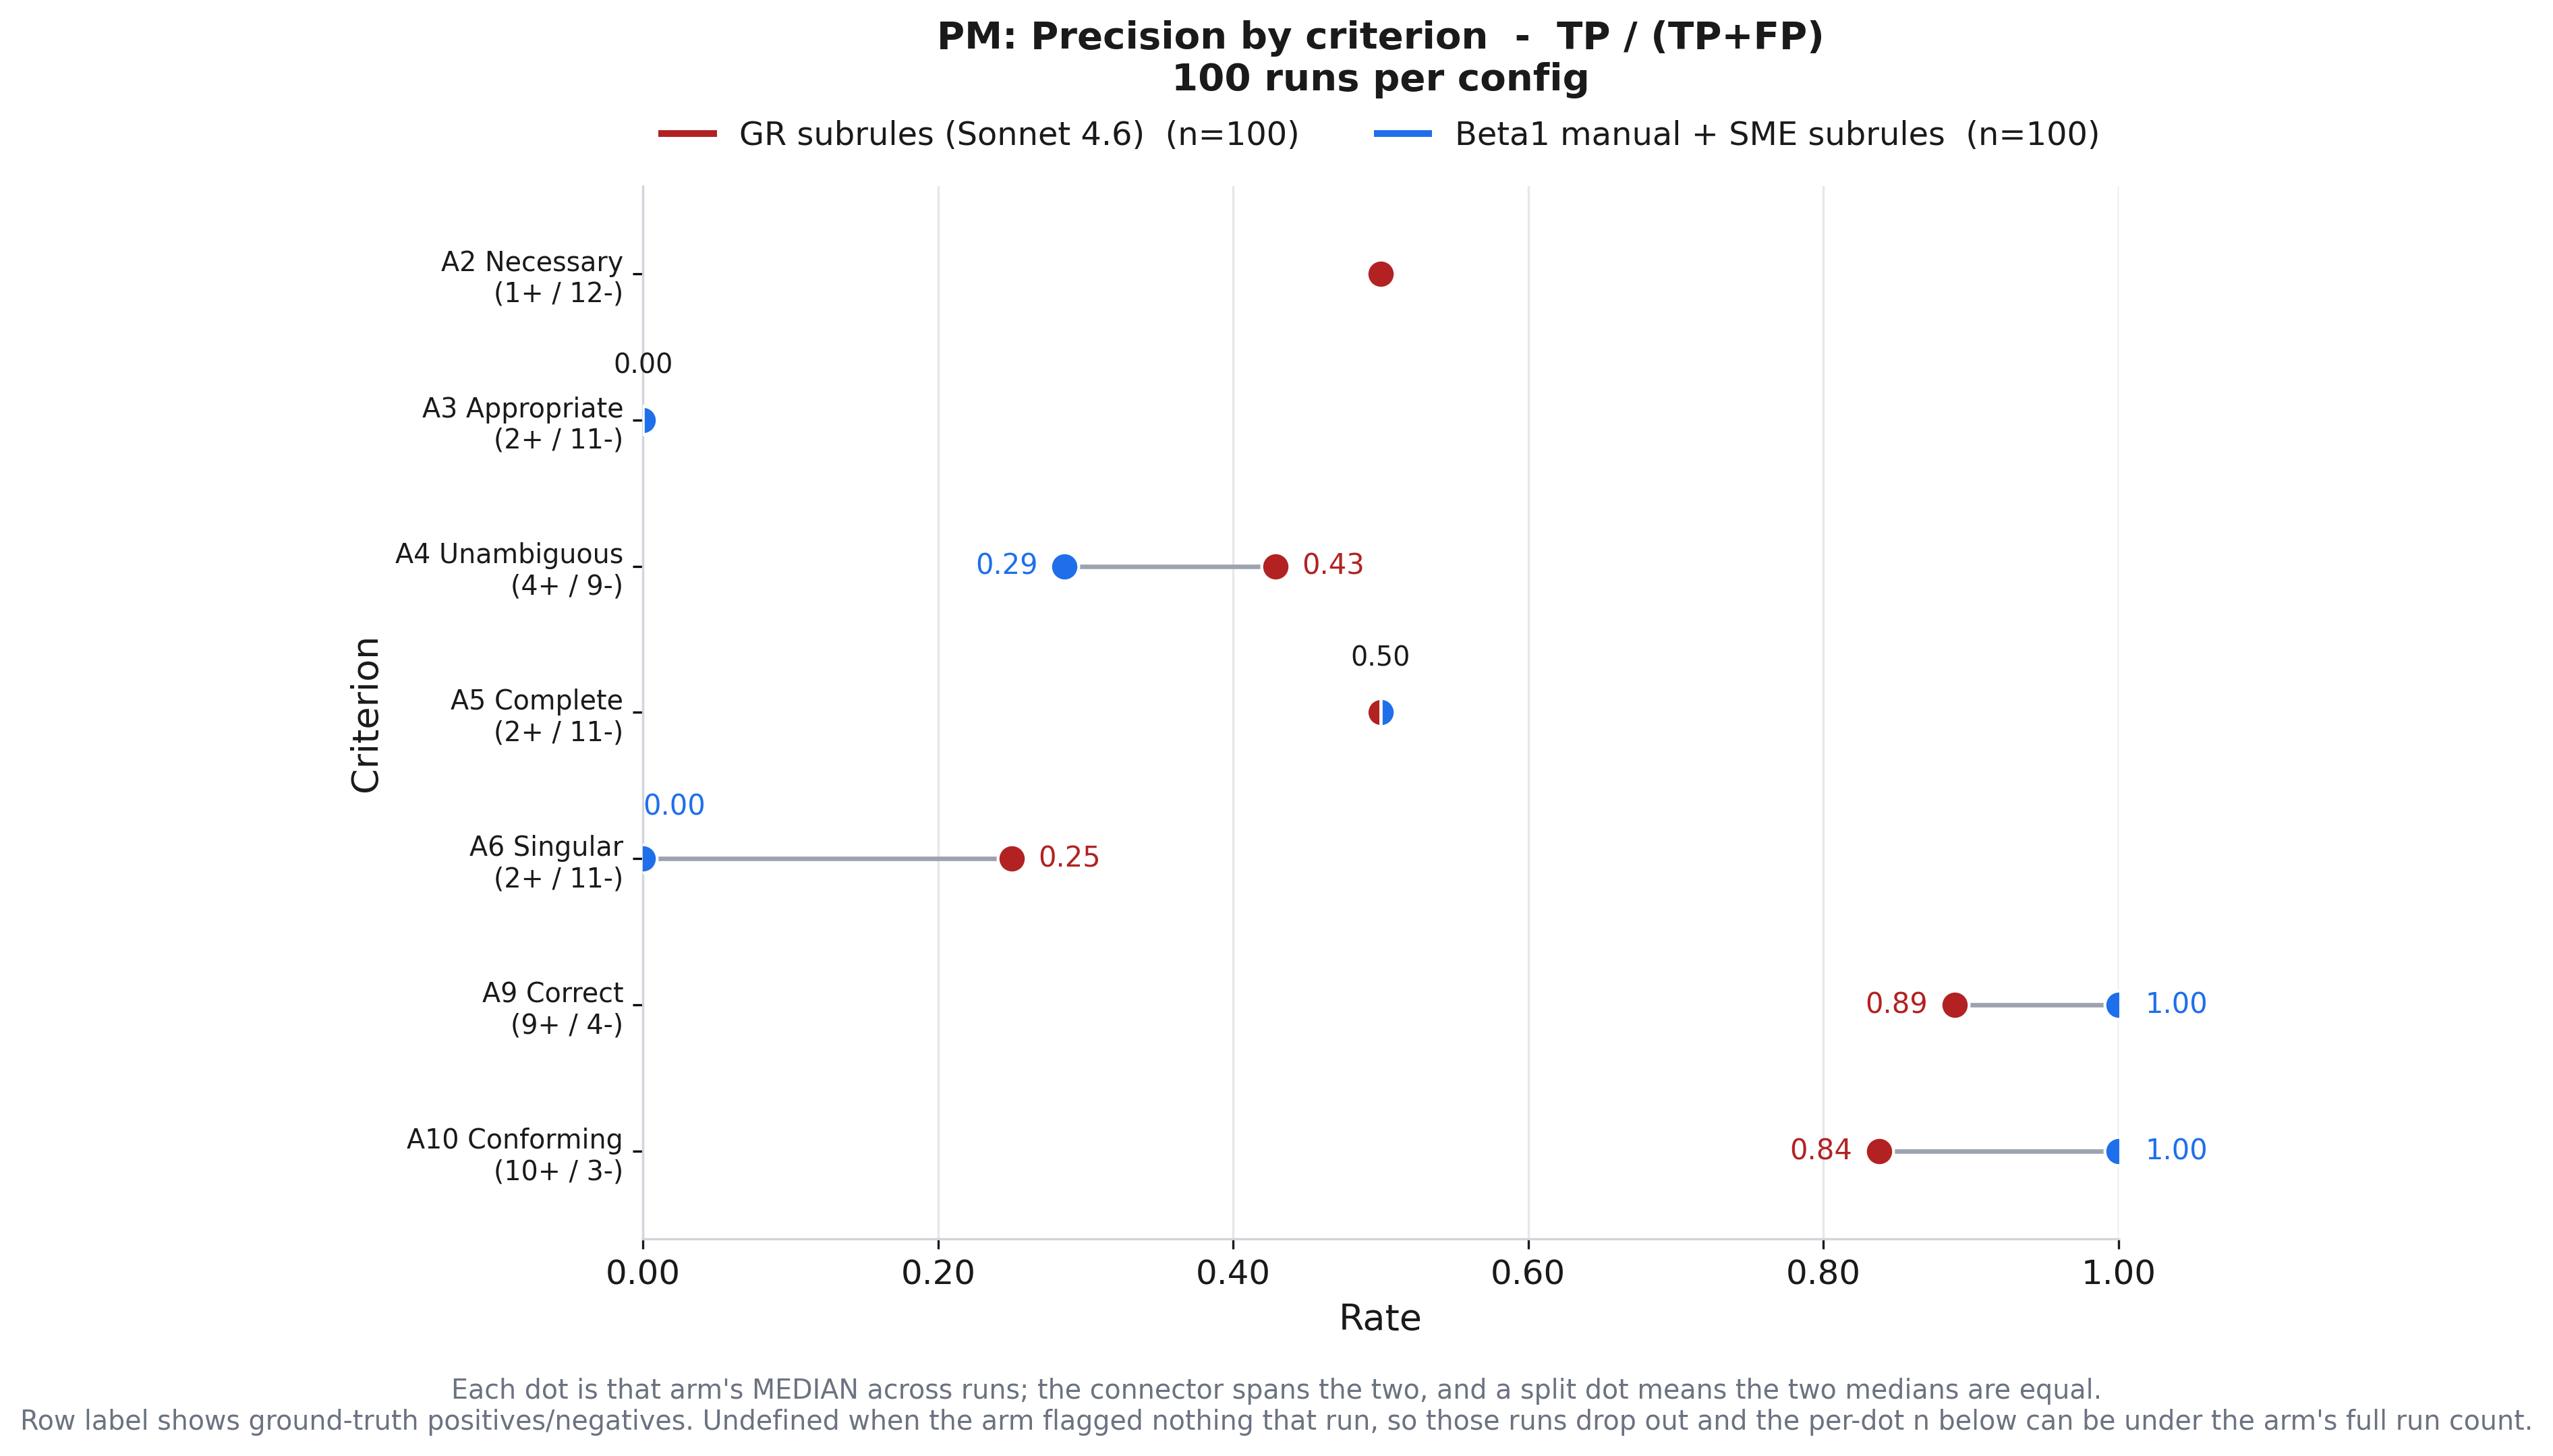 PM: Precision by criterion - TP / (TP+FP)
100 runs per config
GR subrules (Sonnet 4.6) (n=100)
Beta1 manual + SME subrules (n=100)
A2 Necessary
(1+ / 12-)
0.00
A3 Appropriate
(2+ / 11-)
A4 Unambiguous
(4+ / 9-)
0.29
0.43
0.50
A5 Complete
(2+ / 11-)
Criterion
0.00
A6 Singular
(2+ / 11-)
0.25
A9 Correct
(9+ / 4-)
0.89
1.00
A10 Conforming
(10+ / 3-)
0.84
1.00
0.00
0.20
0.40
0.60
0.80
1.00
Rate
Each dot is that arm's MEDIAN across runs; the connector spans the two, and a split dot means the two medians are equal.
Row label shows ground-truth positives/negatives. Undefined when the arm flagged nothing that run, so those runs drop out and the per-dot n below can be under the arm's full run count.